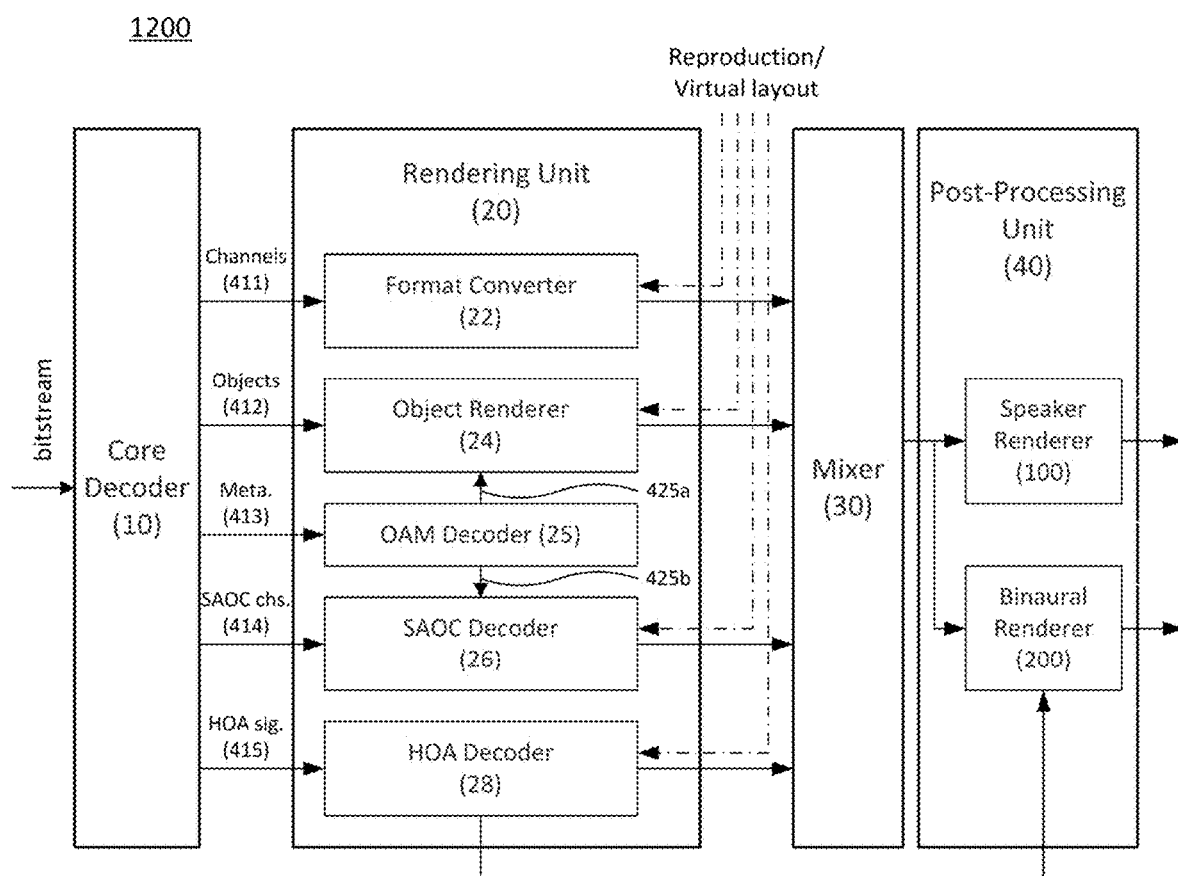 1200
Reproduction/
Virtual layout
bitstream
Core
Decoder
(10)
Channels
(411)
Objects
(412)
Meta.
(413)
SAOC chs.
(414)
HOA sig.
(415)
Rendering Unit
(20)
Format Converter
(22)
Object Renderer
(24)
425a
OAM Decoder (25)
425b
SAOC Decoder
(26)
HOA Decoder
(28)
Mixer
(30)
Post-Processing
Unit
(40)
Speaker
Renderer
(100)
Binaural
Renderer
(200)